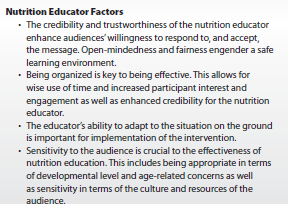 Nutrition Educator Factors
• The credibility and trustworthiness of the nutrition educator
enhance audiences' willingness to respond to, and accept,
the message. Open-mindedness and fairness engender a safe
learning environment.
• Being organized is key to being effective. This allows for
wise use of time and increased participant interest and
engagement as well as enhanced credibility for the nutrition
educator.
• The educator's ability to adapt to the situation on the ground
is important for implementation of the intervention.
• Sensitivity to the audience is crucial to the effectiveness of
nutrition education. This includes being appropriate in terms
of developmental level and age-related concerns as well
as sensitivity in terms of the culture and resources of the
audience.